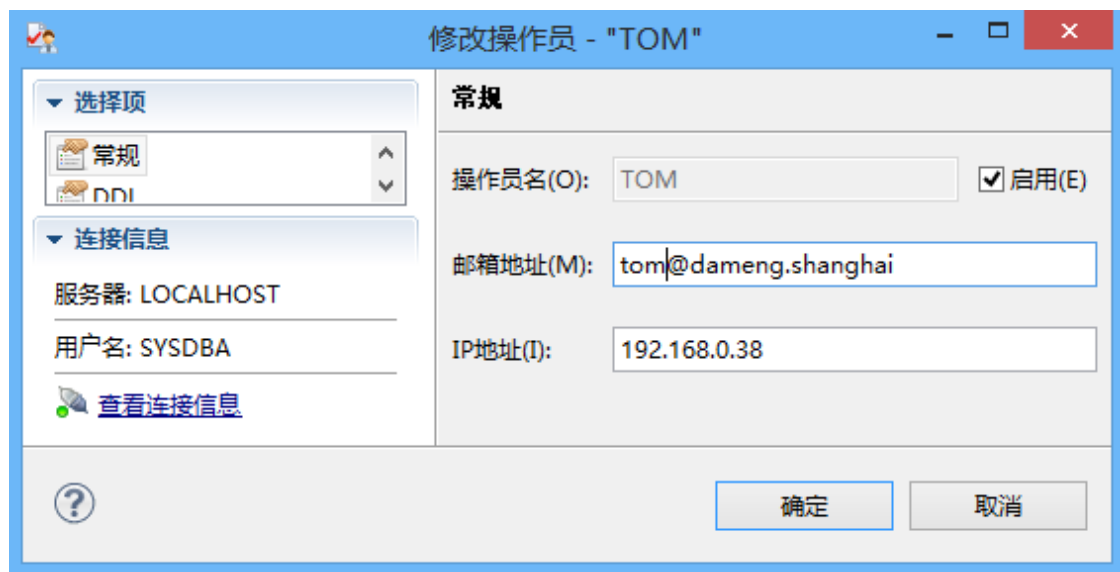 修改操作员 - "TOM"
选择项
常规
DDL
连接信息
服务器: LOCALHOST
用户名: SYSDBA
查看连接信息
常规
操作员名(O): TOM 启用(E)
邮箱地址(M): tom@dameng.shanghai
IP地址(I): 192.168.0.38
确定 取消